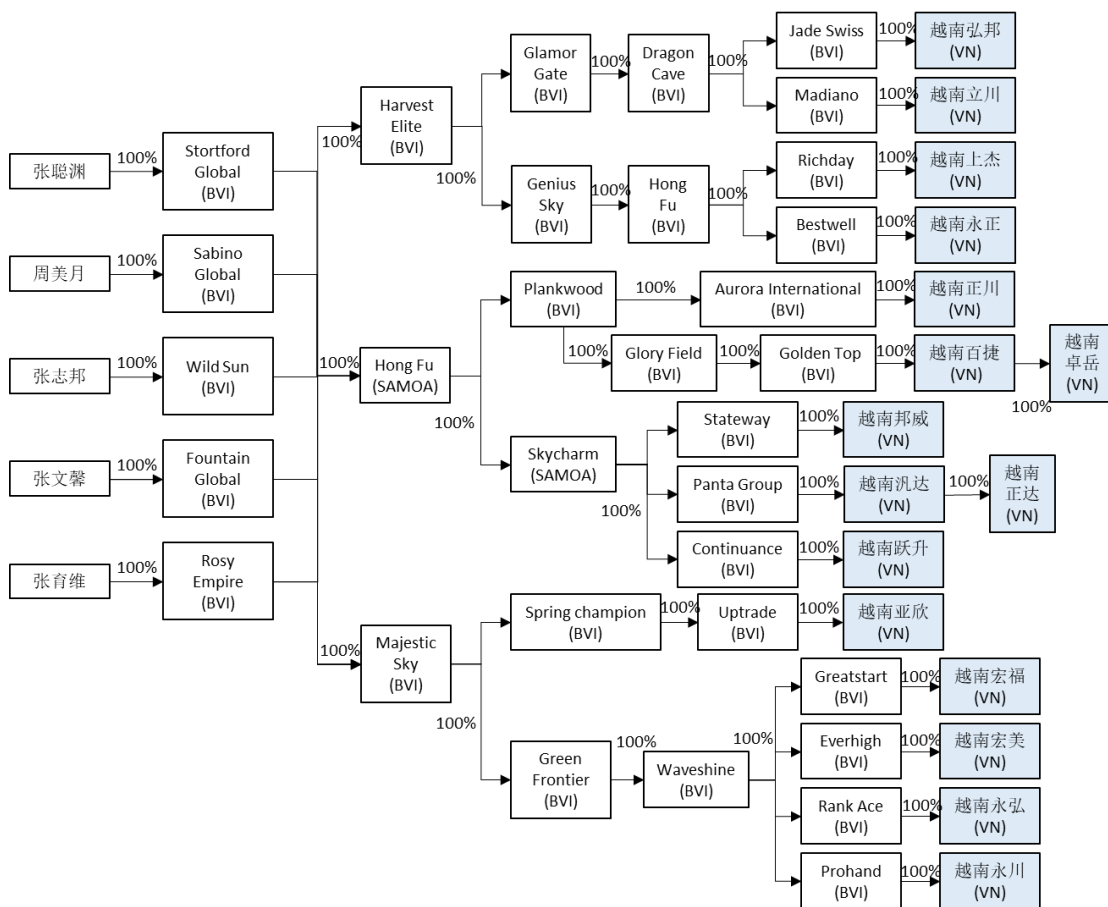 Jade Swiss
(BVI)
100%
越南弘邦
(VN)
Glamor
Gate
(BVI)
100%
Dragon
Cave
(BVI)
100%
Madiano
(BVI)
100%
越南立川
(VN)
Harvest
Elite
(BVI)
100%
100%
张聪渊
100%
Stortford
Global
(BVI)
Genius
Sky
(BVI)
100%
Hong
Fu
(BVI)
100%
Richday
(BVI)
100%
越南上杰
(VN)
Bestwell
(BVI)
100%
越南永正
(VN)
周美月
100%
Sabino
Global
(BVI)
Plankwood
(BVI)
100%
Aurora International
(BVI)
100%
越南正川
(VN)
100%
Glory Field
(BVI)
100%
Golden Top
(BVI)
100%
越南百捷
(VN)
100%
越南
卓岳
(VN)
张志邦
100%
Wild Sun
(BVI)
100%
Hong Fu
(SAMOA)
100%
Skycharm
(SAMOA)
100%
Stateway
(BVI)
100%
越南邦威
(VN)
Panta Group
(BVI)
100%
越南汎达
(VN)
100%
越南
正达
(VN)
Continuance
(BVI)
100%
越南跃升
(VN)
张文馨
100%
Fountain
Global
(BVI)
张育维
100%
Rosy
Empire
(BVI)
100%
Majestic
Sky
(BVI)
100%
Spring champion
(BVI)
100%
Uptrade
(BVI)
100%
越南亚欣
(VN)
Green
Frontier
(BVI)
100%
Waveshine
(BVI)
100%
Greatstart
(BVI)
100%
越南宏福
(VN)
Everhigh
(BVI)
100%
越南宏美
(VN)
Rank Ace
(BVI)
100%
越南永弘
(VN)
Prohand
(BVI)
100%
越南永川
(VN)